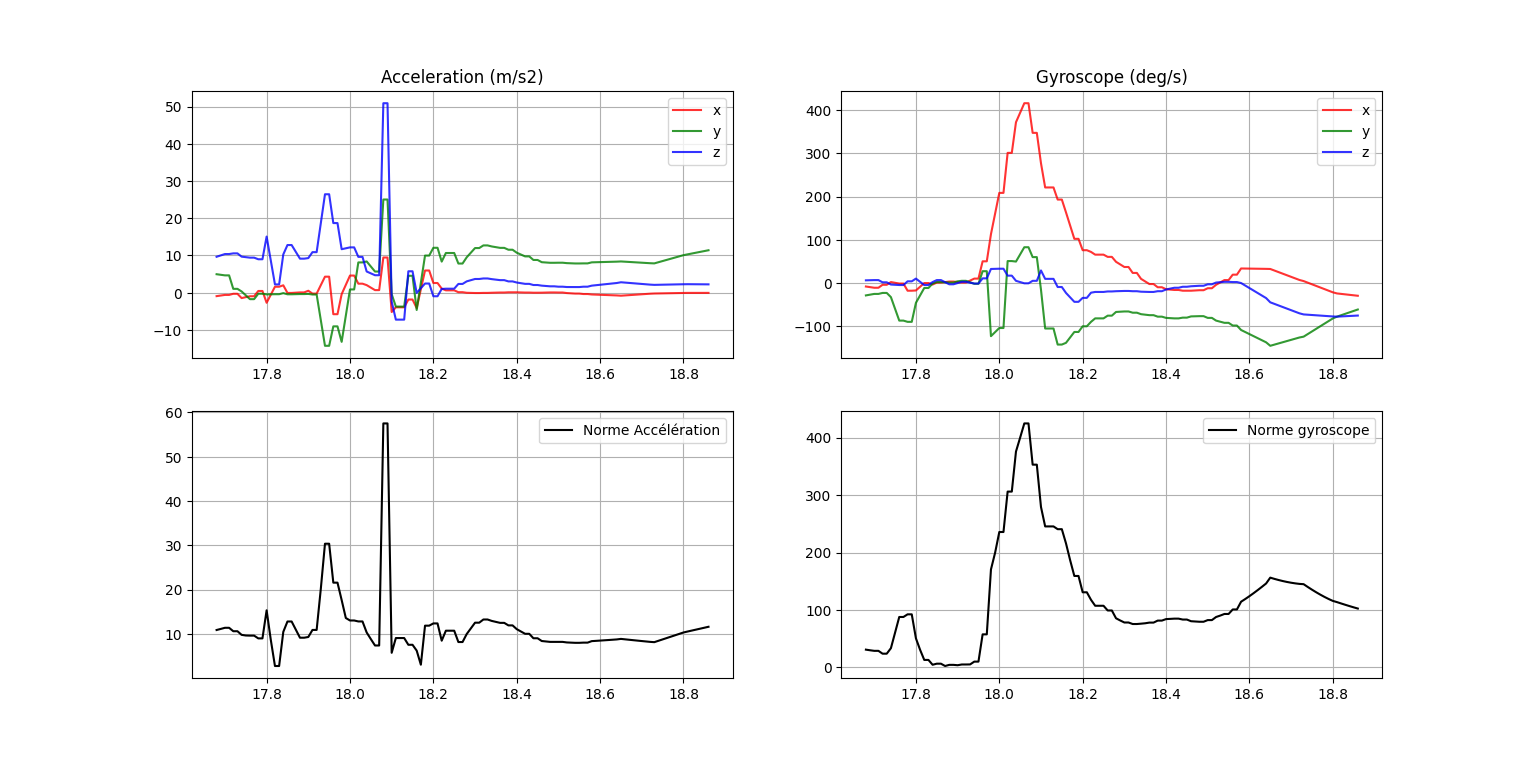 Acceleration (m/s2)
50
40
30
20
10
0
−10
x
y
z
17.8 18.0 18.2 18.4 18.6 18.8
Gyroscope (deg/s)
400
300
200
100
0
−100
x
y
z
17.8 18.0 18.2 18.4 18.6 18.8
60
50
40
30
20
10
Norme Accélération
17.8 18.0 18.2 18.4 18.6 18.8
400
300
200
100
0
Norme gyroscope
17.8 18.0 18.2 18.4 18.6 18.8